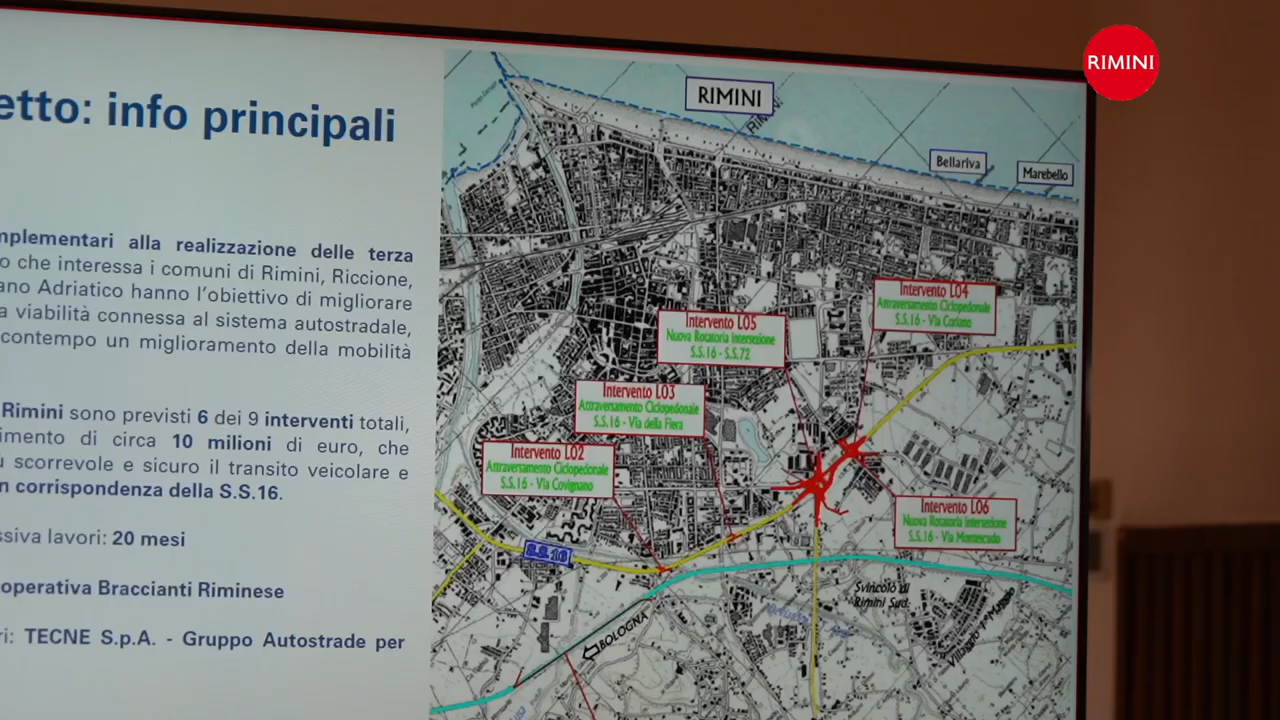 RIMINI
etto: info principali
mplementari alla realizzazione delle terza
o che interessa i comuni di Rimini, Riccione,
ano Adriatico hanno l'obiettivo di migliorare
a viabilità connessa al sistema autostradale,
contempo un miglioramento della mobilità
Rimini sono previsti 6 dei 9 interventi totali,
imento di circa 10 milioni di euro, che
ù scorrevole e sicuro il transito veicolare e
n corrispondenza della S.S.16.
ssiva lavori: 20 mesi
operativa Braccianti Riminese
ri: TECNE S.p.A. - Gruppo Autostrade per
RIMINI
Bellariva
Marebello
Intervento L04
Attraversamento Ciclopedonale
S.S.16 - Via Coriano
Intervento L05
Nuova Rotatoria Intersezione
S.S.16 - S.S.72
Intervento L03
Attraversamento Ciclopedonale
S.S.16 - Via della Fiera
Intervento L02
Attraversamento Ciclopedonale
S.S.16 - Via Covignano
Intervento L06
Nuova Rotatoria Intersezione
S.S.16 - Via Montescudo
S.S.16
Svincolo di
Rimini Sud
BOLOGNA